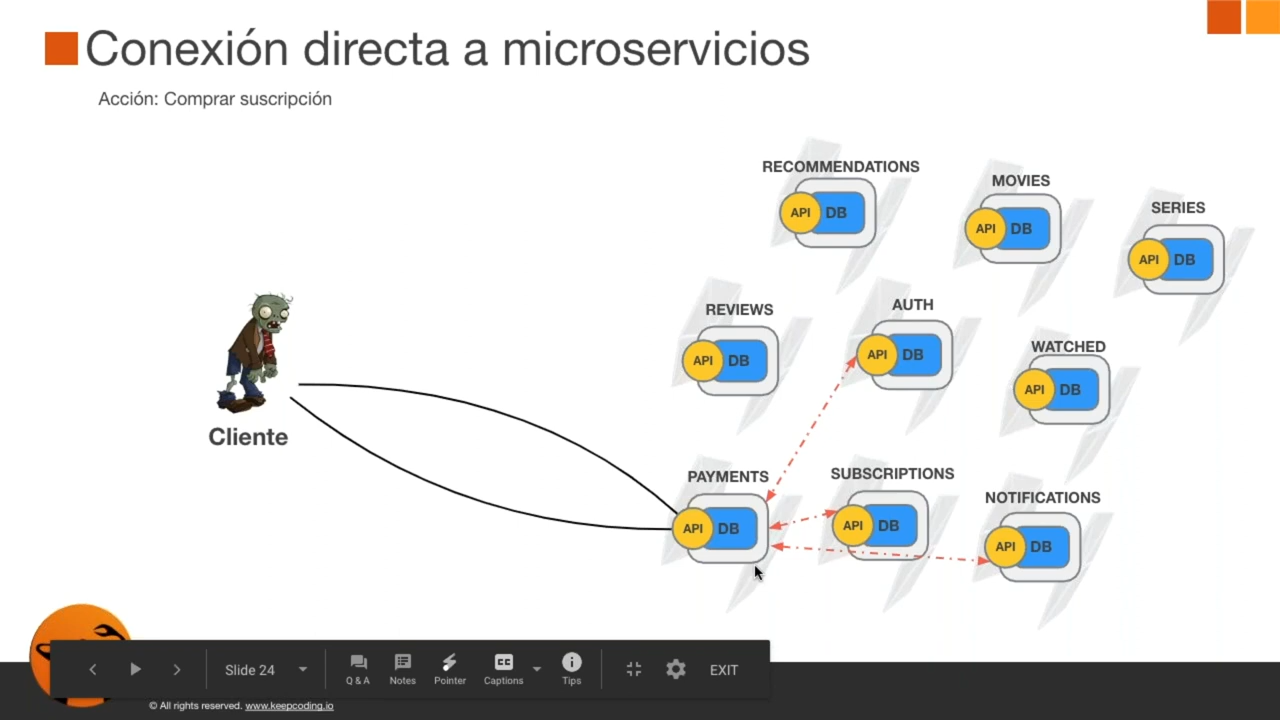 Conexión directa a microservicios
Acción: Comprar suscripción
RECOMMENDATIONS
API DB
MOVIES
API DB
SERIES
API DB
REVIEWS
API DB
AUTH
API DB
WATCHED
API DB
Cliente
PAYMENTS
API DB
SUBSCRIPTIONS
API DB
NOTIFICATIONS
API DB
Slide 24
Q & A
Notes
Pointer
CC
Captions
Tips
EXIT
© All rights reserved. www.keepcoding.io